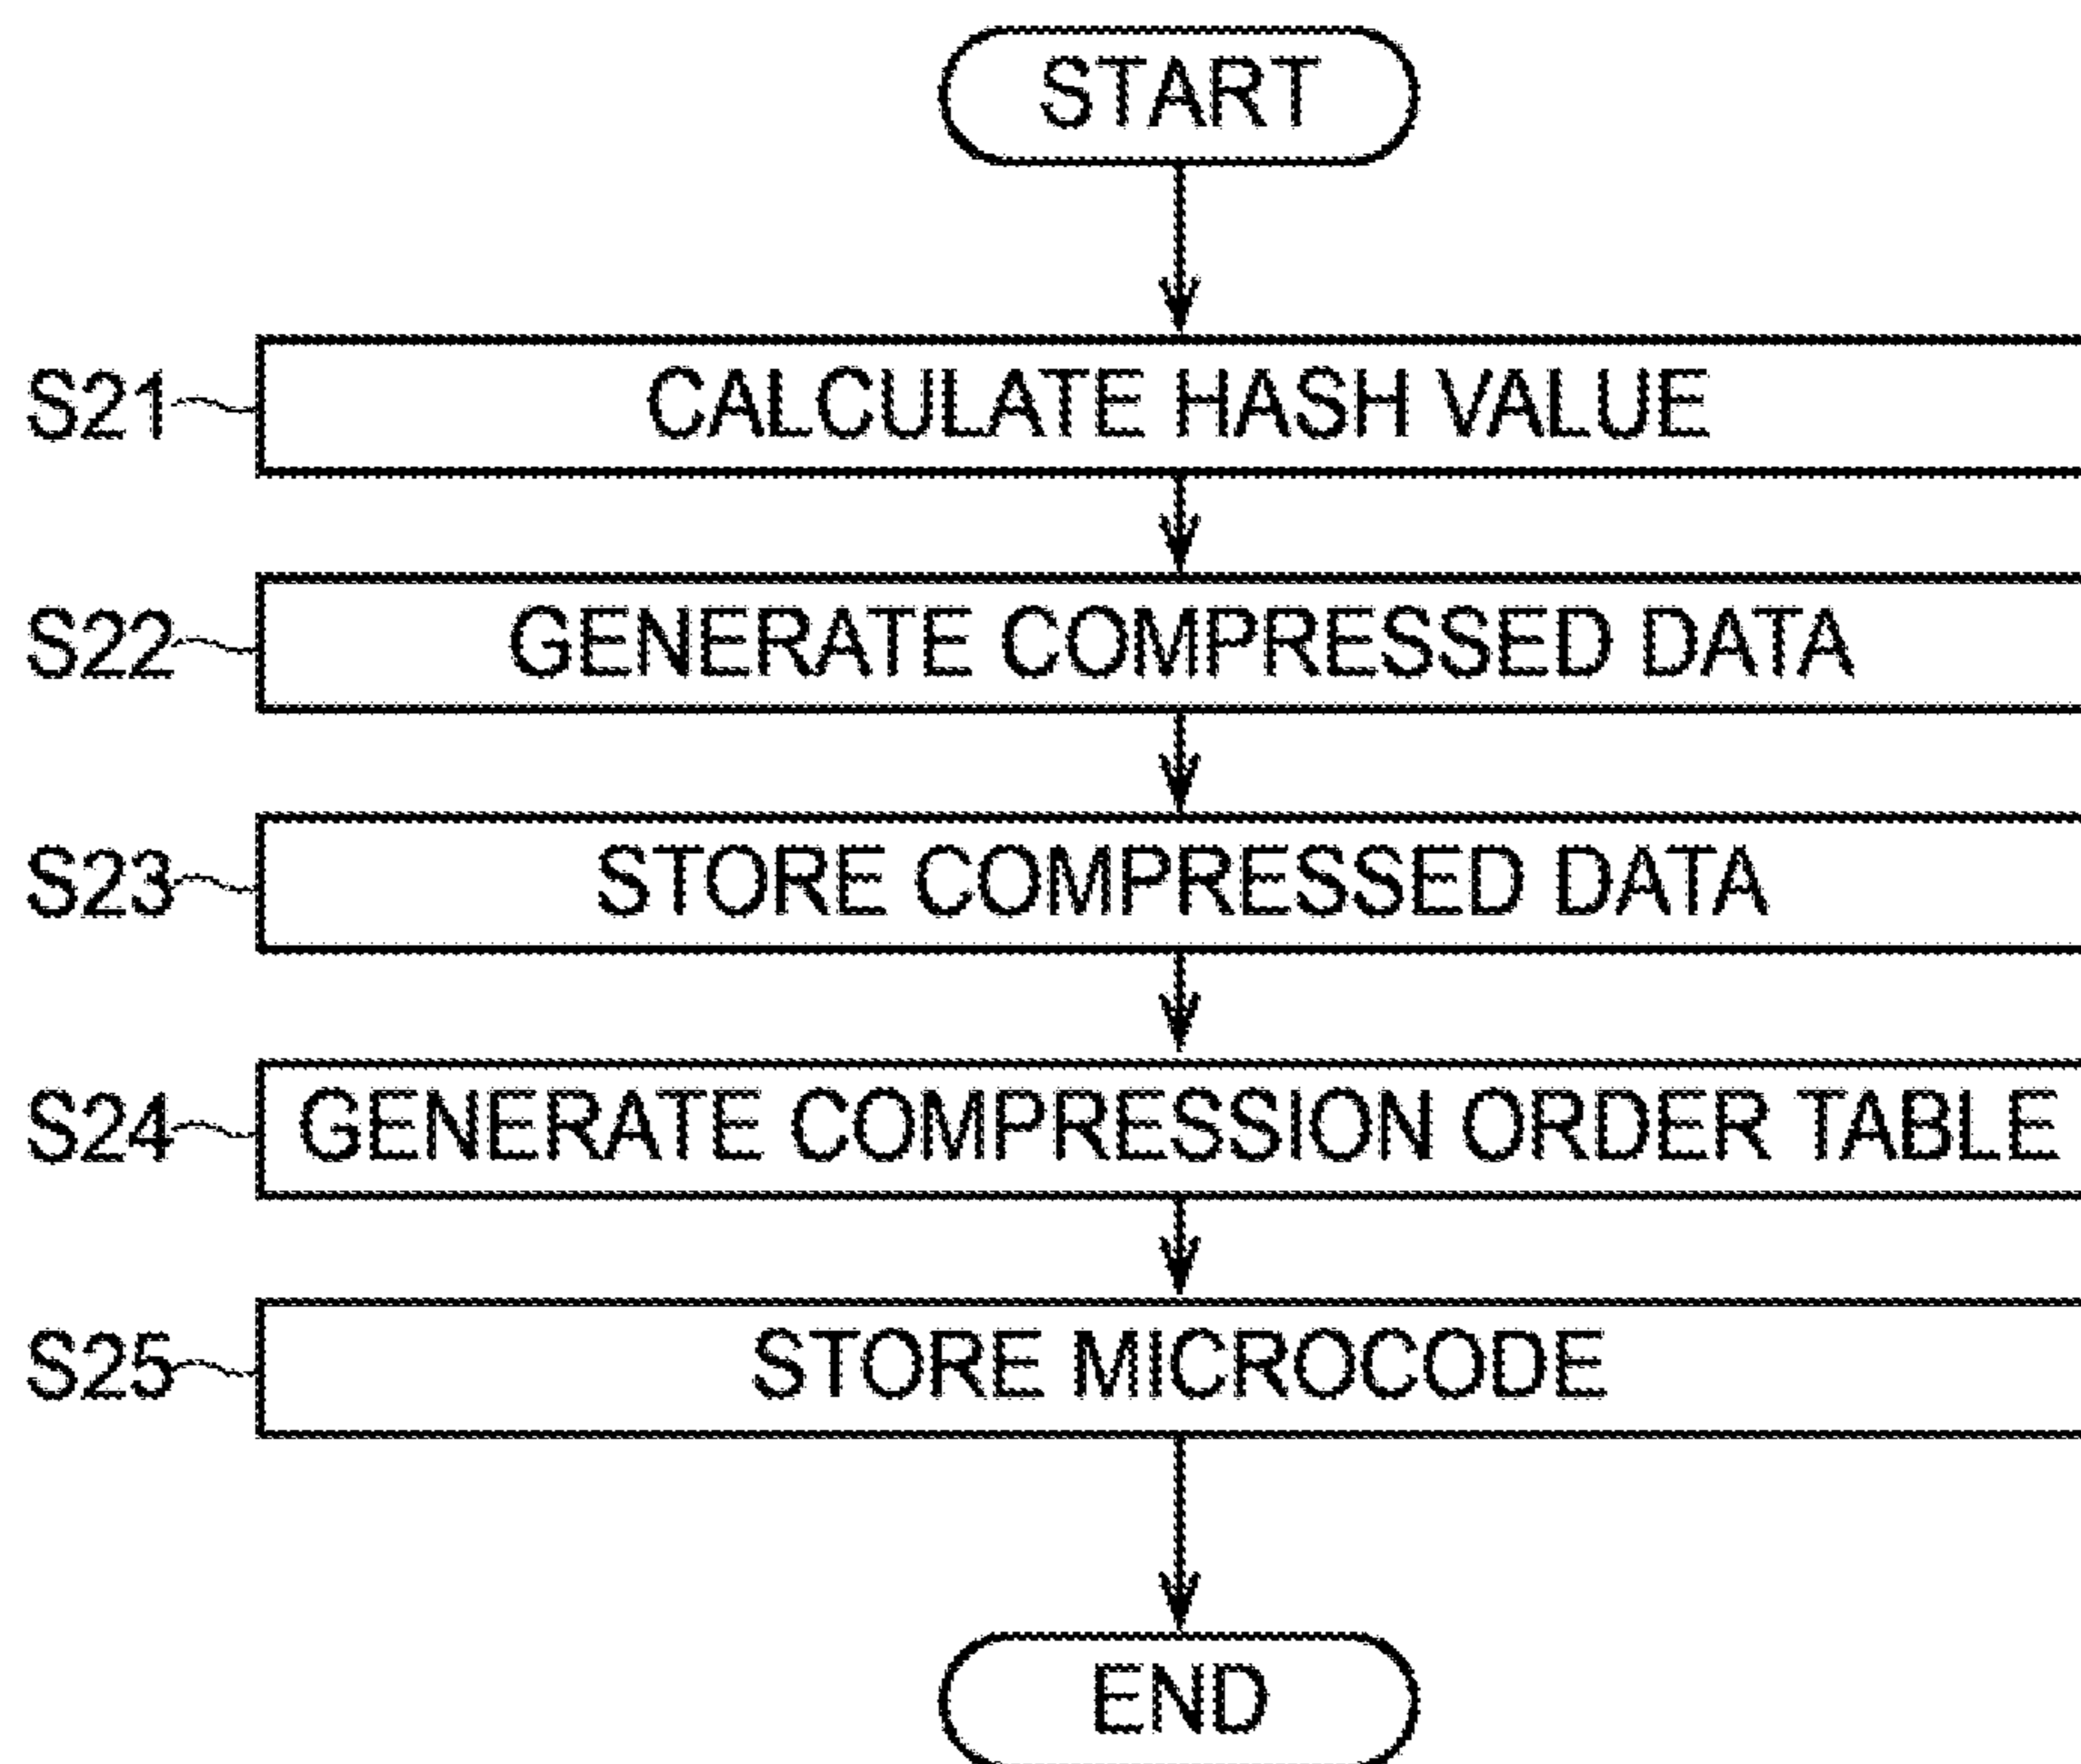 START
S21 CALCULATE HASH VALUE
S22 GENERATE COMPRESSED DATA
S23 STORE COMPRESSED DATA
S24 GENERATE COMPRESSION ORDER TABLE
S25 STORE MICROCODE
END